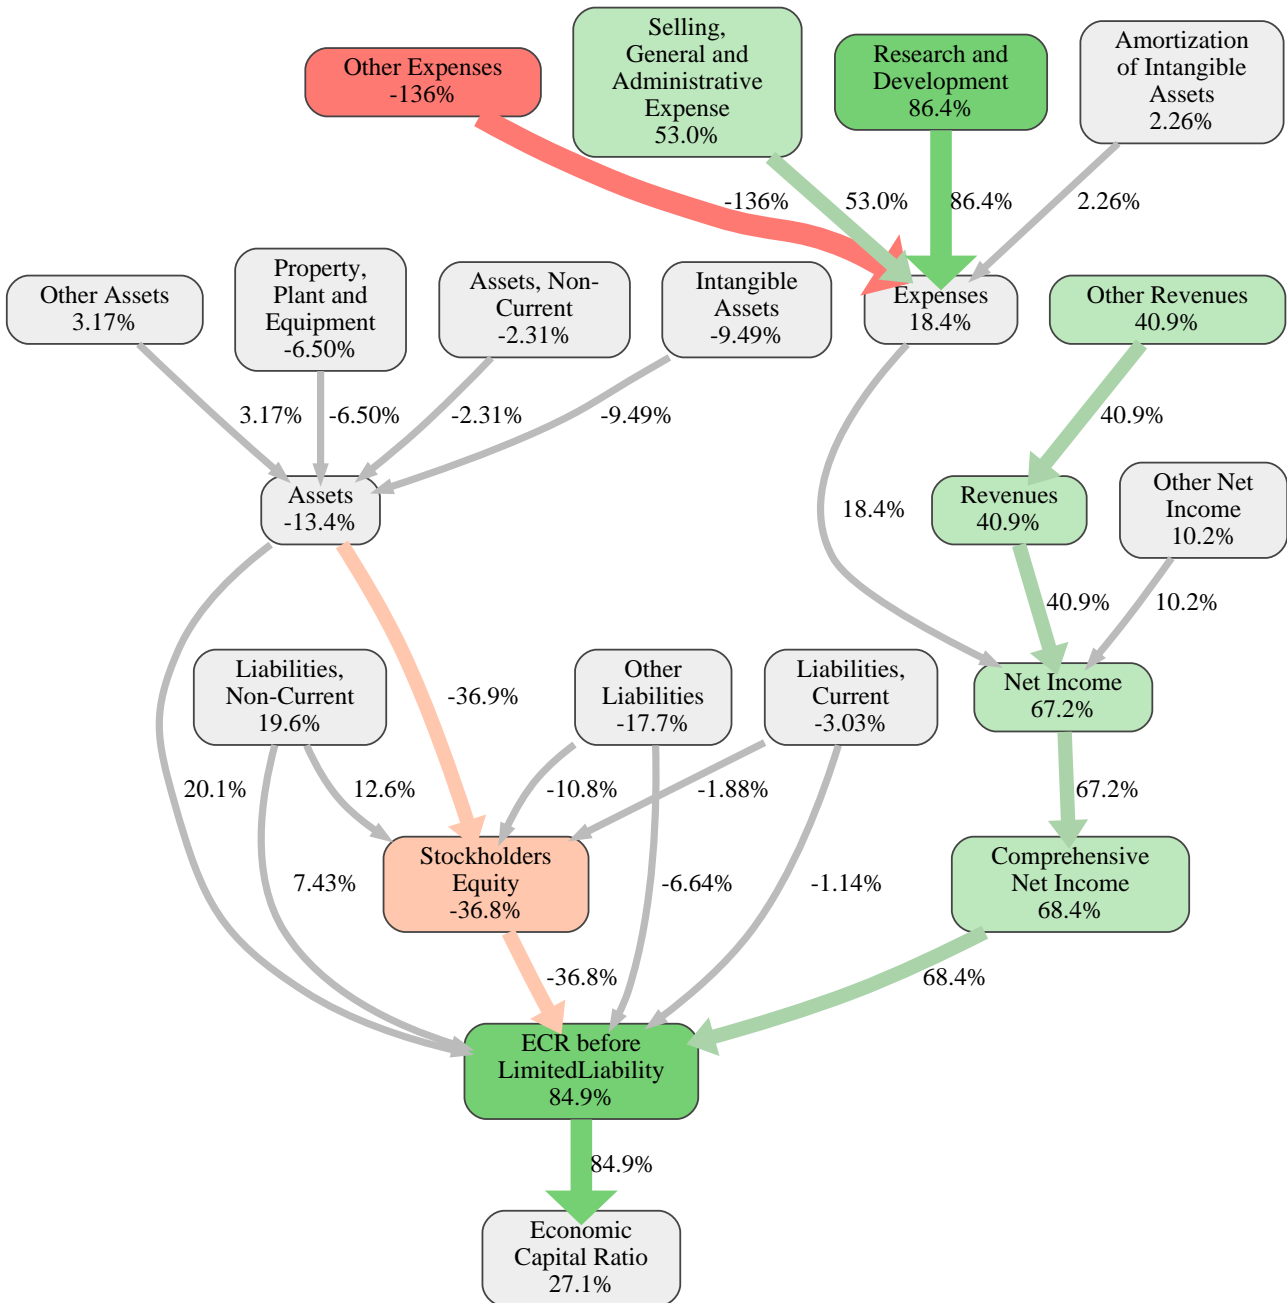 Other Expenses
-136%
Selling,
General and
Administrative
Expense
53.0%
Research and
Development
86.4%
Amortization
of Intangible
Assets
2.26%
-136%
53.0%
86.4%
2.26%
Other Assets
3.17%
Property,
Plant and
Equipment
-6.50%
Assets, Non-
Current
-2.31%
Intangible
Assets
-9.49%
Expenses
18.4%
Other Revenues
40.9%
3.17%
-6.50%
-2.31%
-9.49%
40.9%
Assets
-13.4%
18.4%
Revenues
40.9%
Other Net
Income
10.2%
40.9%
10.2%
Liabilities,
Non-Current
19.6%
-36.9%
Other
Liabilities
-17.7%
Liabilities,
Current
-3.03%
Net Income
67.2%
20.1%
12.6%
-10.8%
-1.88%
67.2%
Stockholders
Equity
-36.8%
Comprehensive
Net Income
68.4%
7.43%
-6.64%
-1.14%
-36.8%
68.4%
ECR before
LimitedLiability
84.9%
84.9%
Economic
Capital Ratio
27.1%